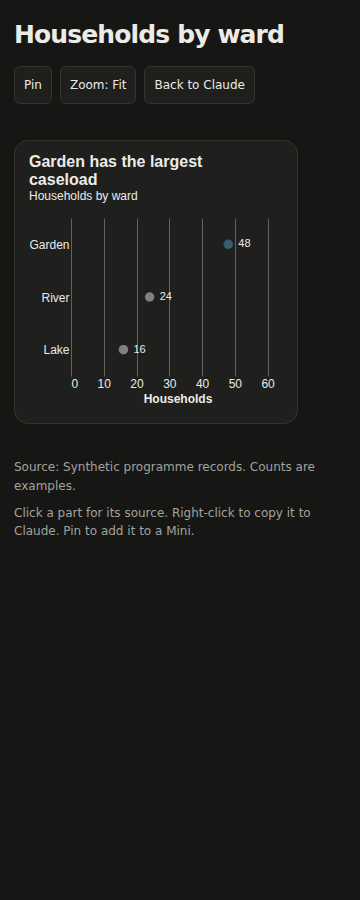 Households by ward
Pin
Zoom: Fit
Back to Claude
Garden has the largest
caseload
Households by ward
Garden
48
River
24
Lake
16
0 10 20 30 40 50 60
Households
Source: Synthetic programme records. Counts are
examples.
Click a part for its source. Right-click to copy it to
Claude. Pin to add it to a Mini.